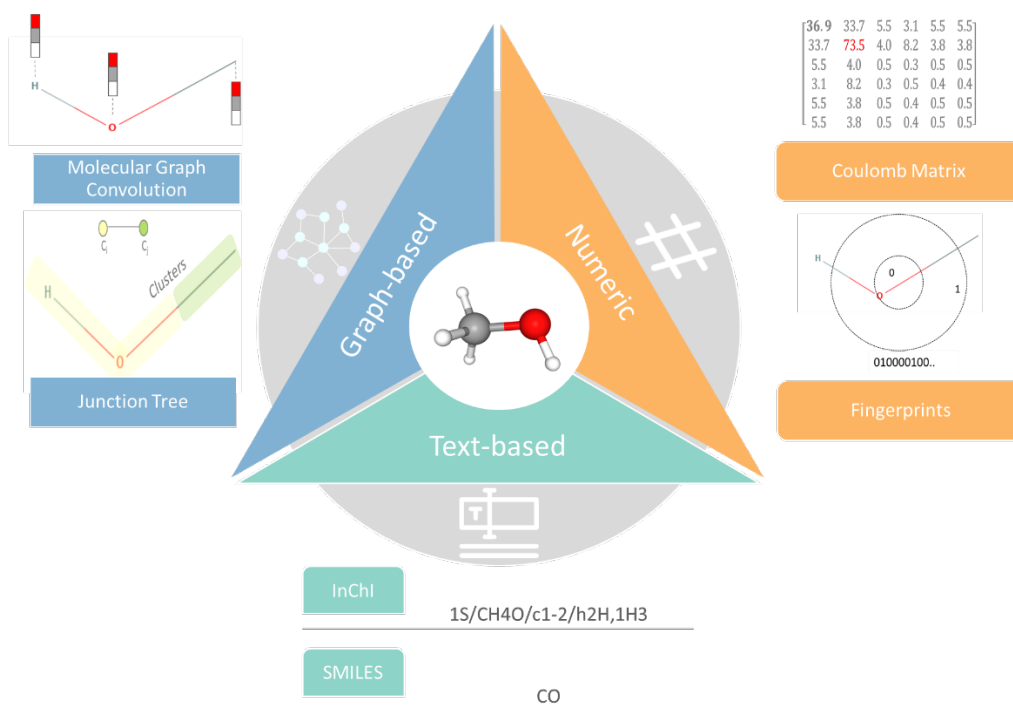 H
O
Molecular Graph
Convolution
Ci Cj
Clusters
H
O
Junction Tree
Graph-based
Numeric
Text-based
T
36.9 33.7 5.5 3.1 5.5 5.5
33.7 73.5 4.0 8.2 3.8 3.8
5.5 4.0 0.5 0.3 0.5 0.5
3.1 8.2 0.3 0.5 0.4 0.4
5.5 3.8 0.5 0.4 0.5 0.5
5.5 3.8 0.5 0.4 0.5 0.5
Coulomb Matrix
H
0
1
O
010000100..
Fingerprints
InChI
1S/CH4O/c1-2/h2H,1H3
SMILES
CO